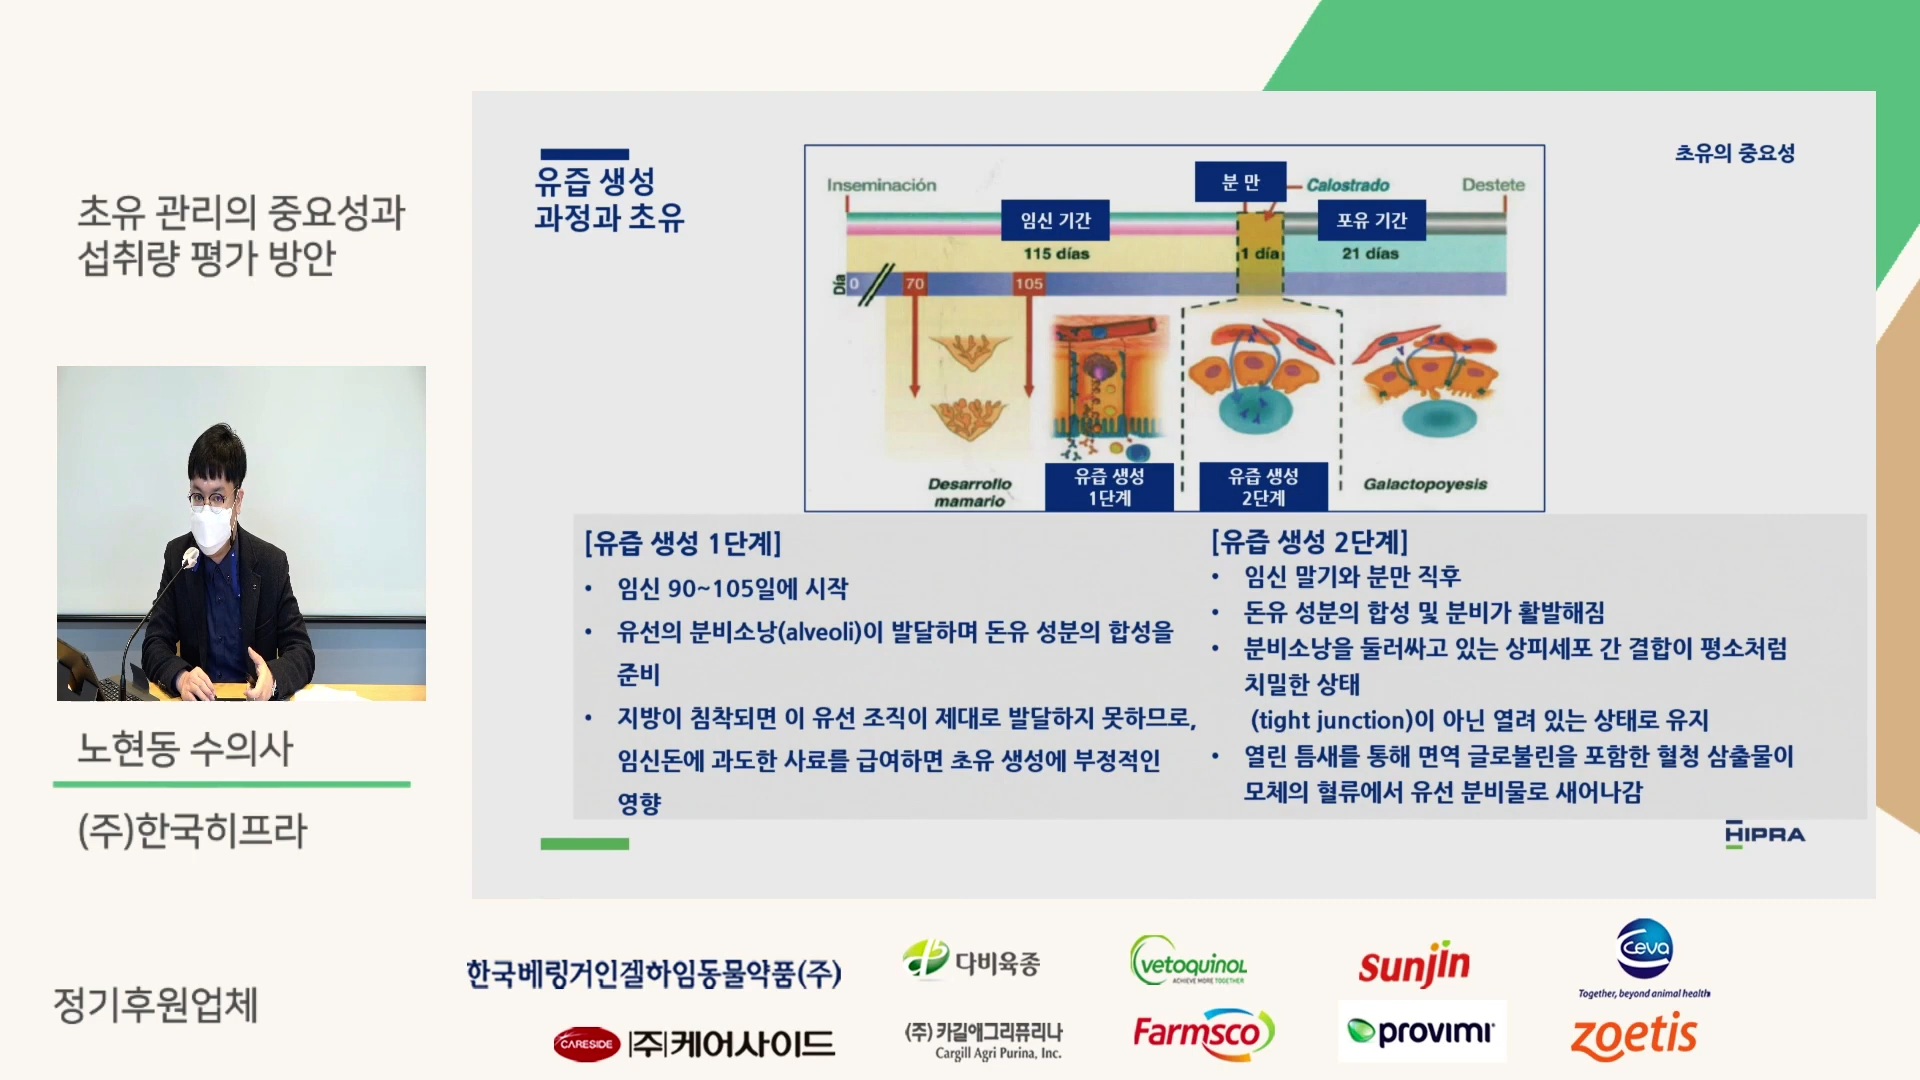 초유 관리의 중요성과
섭취량 평가 방안
노현동 수의사
(주)한국히프라
유즙 생성
과정과 초유
초유의 중요성
Inseminación
분 만
Calostrado
Destete
임신 기간
포유 기간
115 días
1 día
21 días
Día
0
70
105
Desarrollo
mamario
유즙 생성
1단계
유즙 생성
2단계
Galactopoyesis
[유즙 생성 1단계]
• 임신 90~105일에 시작
• 유선의 분비소낭(alveoli)이 발달하며 돈유 성분의 합성을
준비
• 지방이 침착되면 이 유선 조직이 제대로 발달하지 못하므로,
임신돈에 과도한 사료를 급여하면 초유 생성에 부정적인
영향
[유즙 생성 2단계]
• 임신 말기와 분만 직후
• 돈유 성분의 합성 및 분비가 활발해짐
• 분비소낭을 둘러싸고 있는 상피세포 간 결합이 평소처럼
치밀한 상태
(tight junction)이 아닌 열려 있는 상태로 유지
• 열린 틈새를 통해 면역 글로불린을 포함한 혈청 삼출물이
모체의 혈류에서 유선 분비물로 새어나감
HIPRA
정기후원업체
한국베링거인겔하임동물약품(주)
다비육종
vetoquinol
ACHIEVE MORE TOGETHER
Sunjin
Ceva
Together, beyond animal health
CARESIDE
(주)케어사이드
(주) 카길애그리퓨리나
Cargill Agri Purina, Inc.
Farmsco
provimi
zoetis